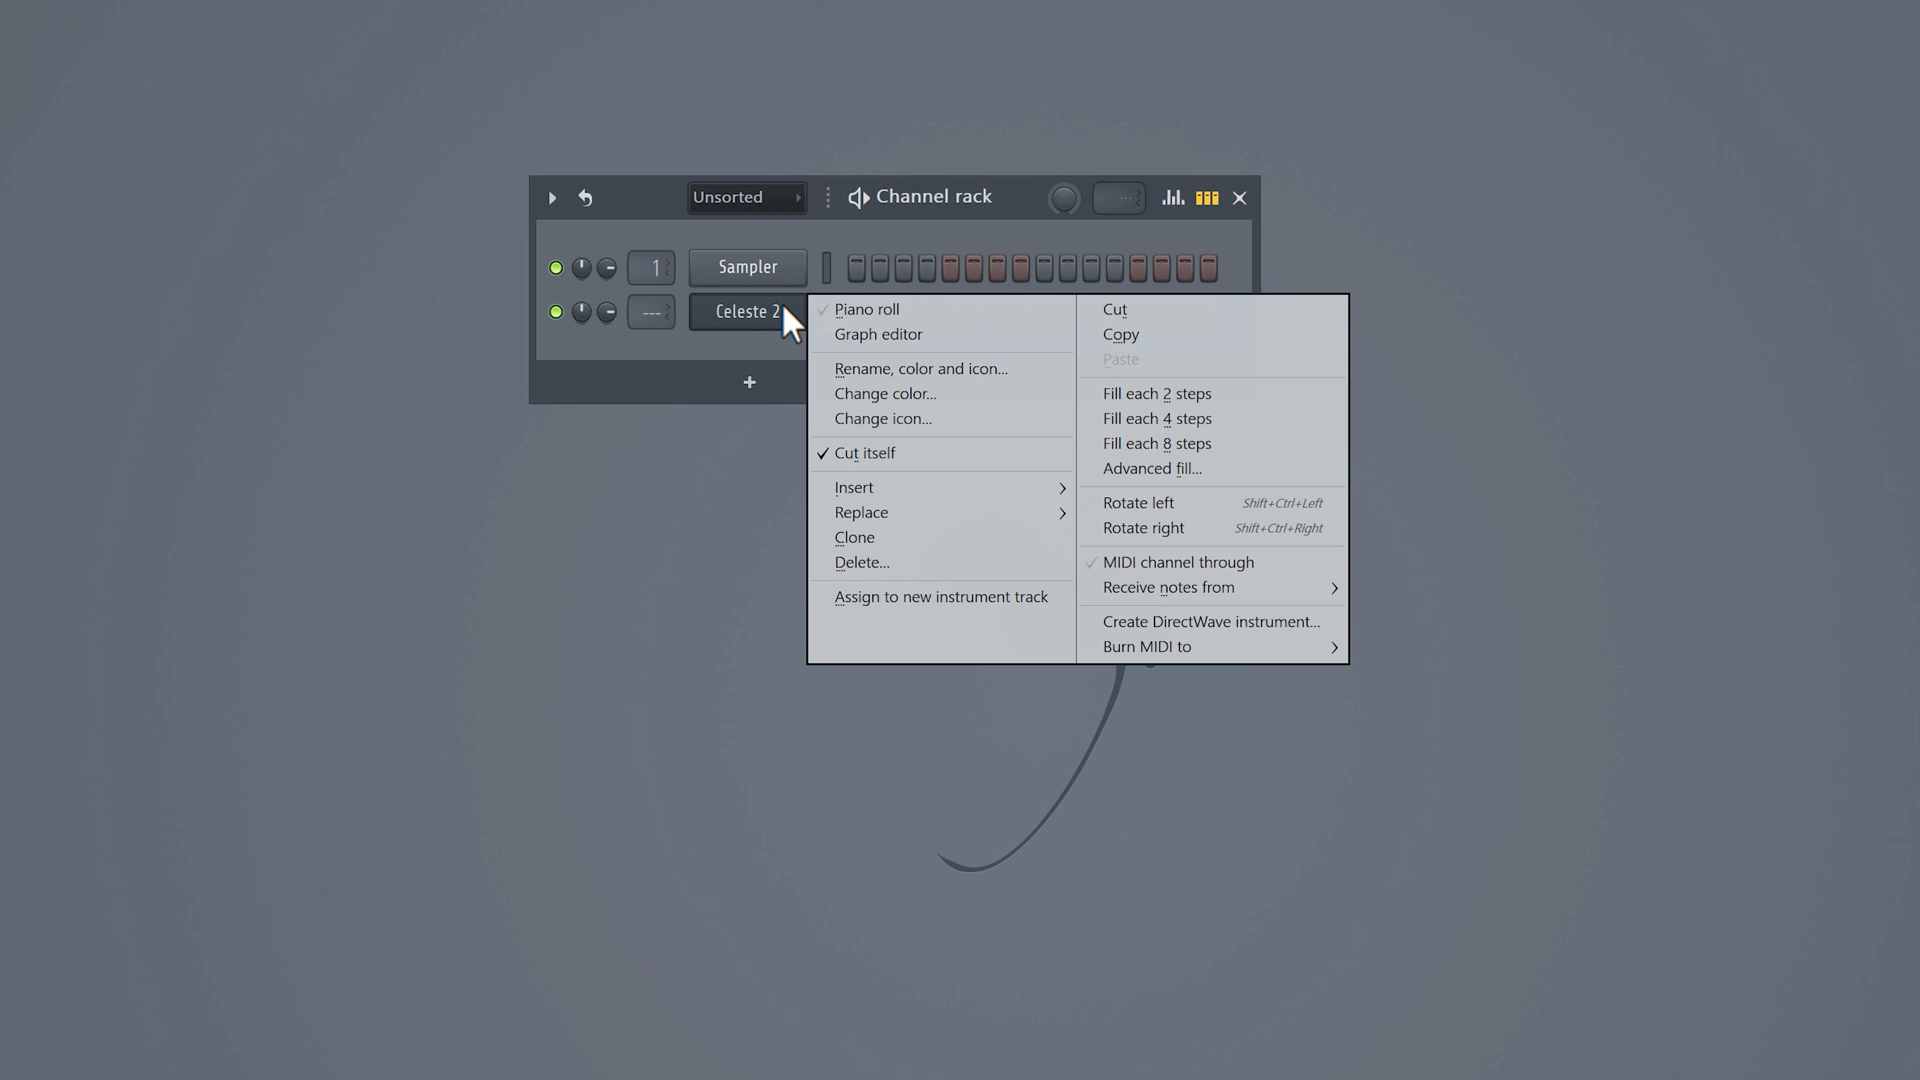 Unsorted
Channel rack
1
Sampler
---
Celeste 2
Piano roll
Graph editor
Rename, color and icon...
Change color...
Change icon...
Cut itself
Insert
Replace
Clone
Delete...
Assign to new instrument track
Cut
Copy
Paste
Fill each 2 steps
Fill each 4 steps
Fill each 8 steps
Advanced fill...
Rotate left Shift+Ctrl+Left
Rotate right Shift+Ctrl+Right
MIDI channel through
Receive notes from
Create DirectWave instrument...
Burn MIDI to